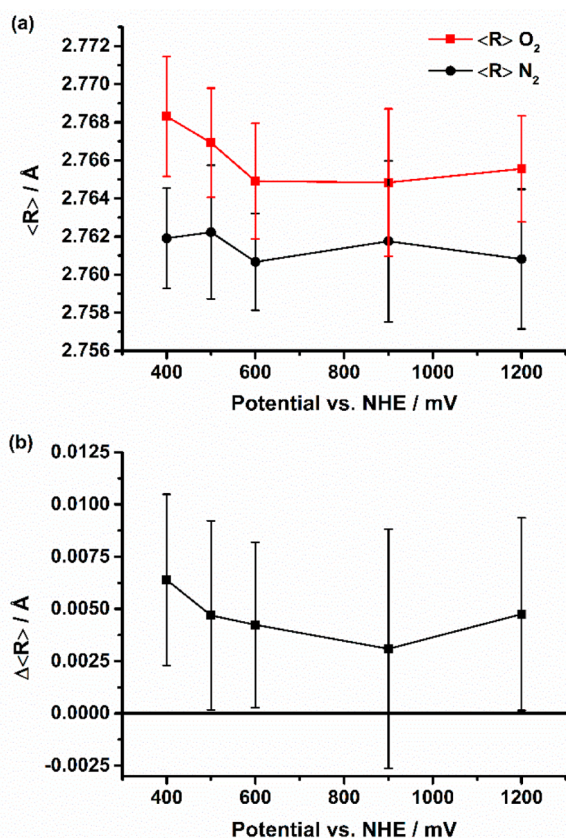 (a)
<R> O₂
<R> N₂
2.772
2.770
2.768
2.766
2.764
2.762
2.760
2.758
2.756
<R> / Å
400 600 800 1000 1200
Potential vs. NHE / mV
(b)
0.0125
0.0100
0.0075
0.0050
0.0025
0.0000
-0.0025
Δ<R> / Å
400 600 800 1000 1200
Potential vs. NHE / mV